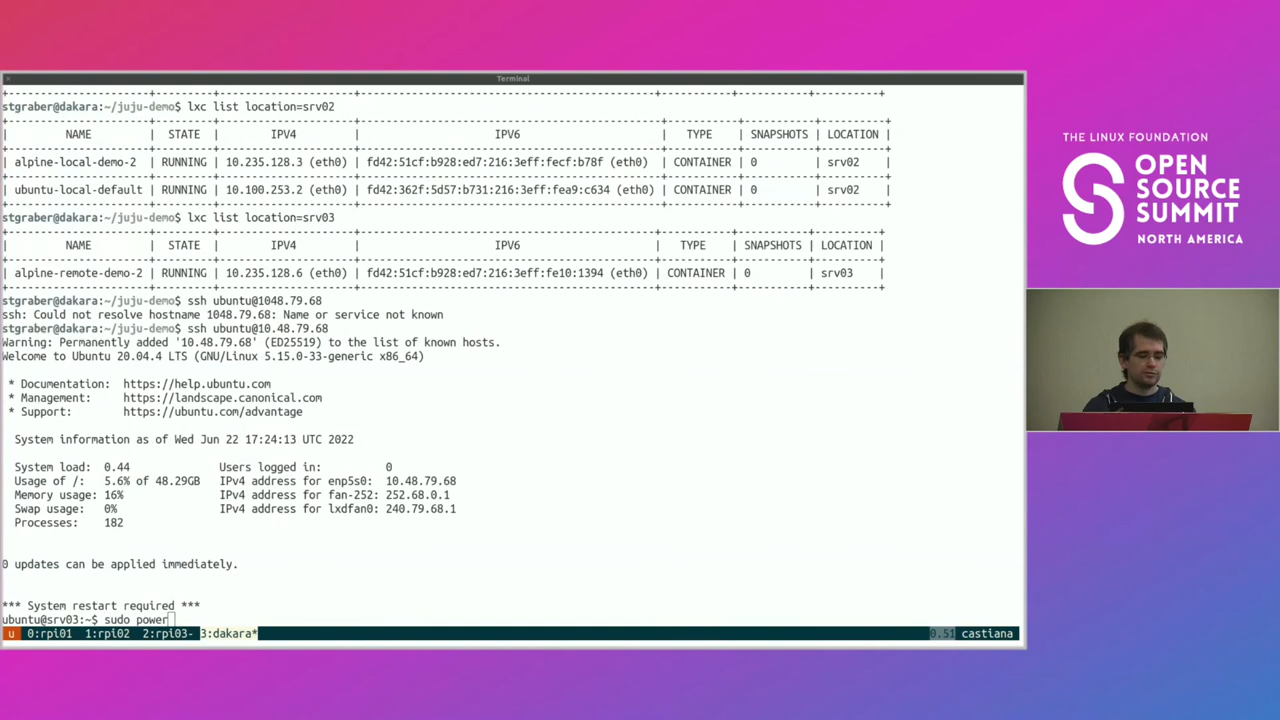 Terminal
+--------------------+---------+---------------------+-----------------------------------------------+-----------+-----------+----------+
stgraber@dakara:~/juju-demo$ lxc list location=srv02
| NAME | STATE | IPV4 | IPV6 | TYPE | SNAPSHOTS | LOCATION |
| alpine-local-demo-2 | RUNNING | 10.235.128.3 (eth0) | fd42:51cf:b928:ed7:216:3eff:fecf:b78f (eth0) | CONTAINER | 0 | srv02 |
| ubuntu-local-default | RUNNING | 10.100.253.2 (eth0) | fd42:362f:5d57:b731:216:3eff:fea9:c634 (eth0) | CONTAINER | 0 | srv02 |
stgraber@dakara:~/juju-demo$ lxc list location=srv03
| NAME | STATE | IPV4 | IPV6 | TYPE | SNAPSHOTS | LOCATION |
| alpine-remote-demo-2 | RUNNING | 10.235.128.6 (eth0) | fd42:51cf:b928:ed7:216:3eff:fe10:1394 (eth0) | CONTAINER | 0 | srv03 |
stgraber@dakara:~/juju-demo$ ssh ubuntu@1048.79.68
ssh: Could not resolve hostname 1048.79.68: Name or service not known
stgraber@dakara:~/juju-demo$ ssh ubuntu@10.48.79.68
Warning: Permanently added '10.48.79.68' (ED25519) to the list of known hosts.
Welcome to Ubuntu 20.04.4 LTS (GNU/Linux 5.15.0-33-generic x86_64)
* Documentation: https://help.ubuntu.com
* Management: https://landscape.canonical.com
* Support: https://ubuntu.com/advantage
System information as of Wed Jun 22 17:24:13 UTC 2022
System load: 0.44 Users logged in: 0
Usage of /: 5.6% of 48.29GB IPv4 address for enp5s0: 10.48.79.68
Memory usage: 16% IPv4 address for fan-252: 252.68.0.1
Swap usage: 0% IPv4 address for lxdfan0: 240.79.68.1
Processes: 182
0 updates can be applied immediately.
*** System restart required ***
ubuntu@srv03:~$ sudo power
u 0:rpi01 1:rpi02 2:rpi03- 3:dakara* 0.51 castiana
THE LINUX FOUNDATION
OPEN
SOURCE
SUMMIT
NORTH AMERICA